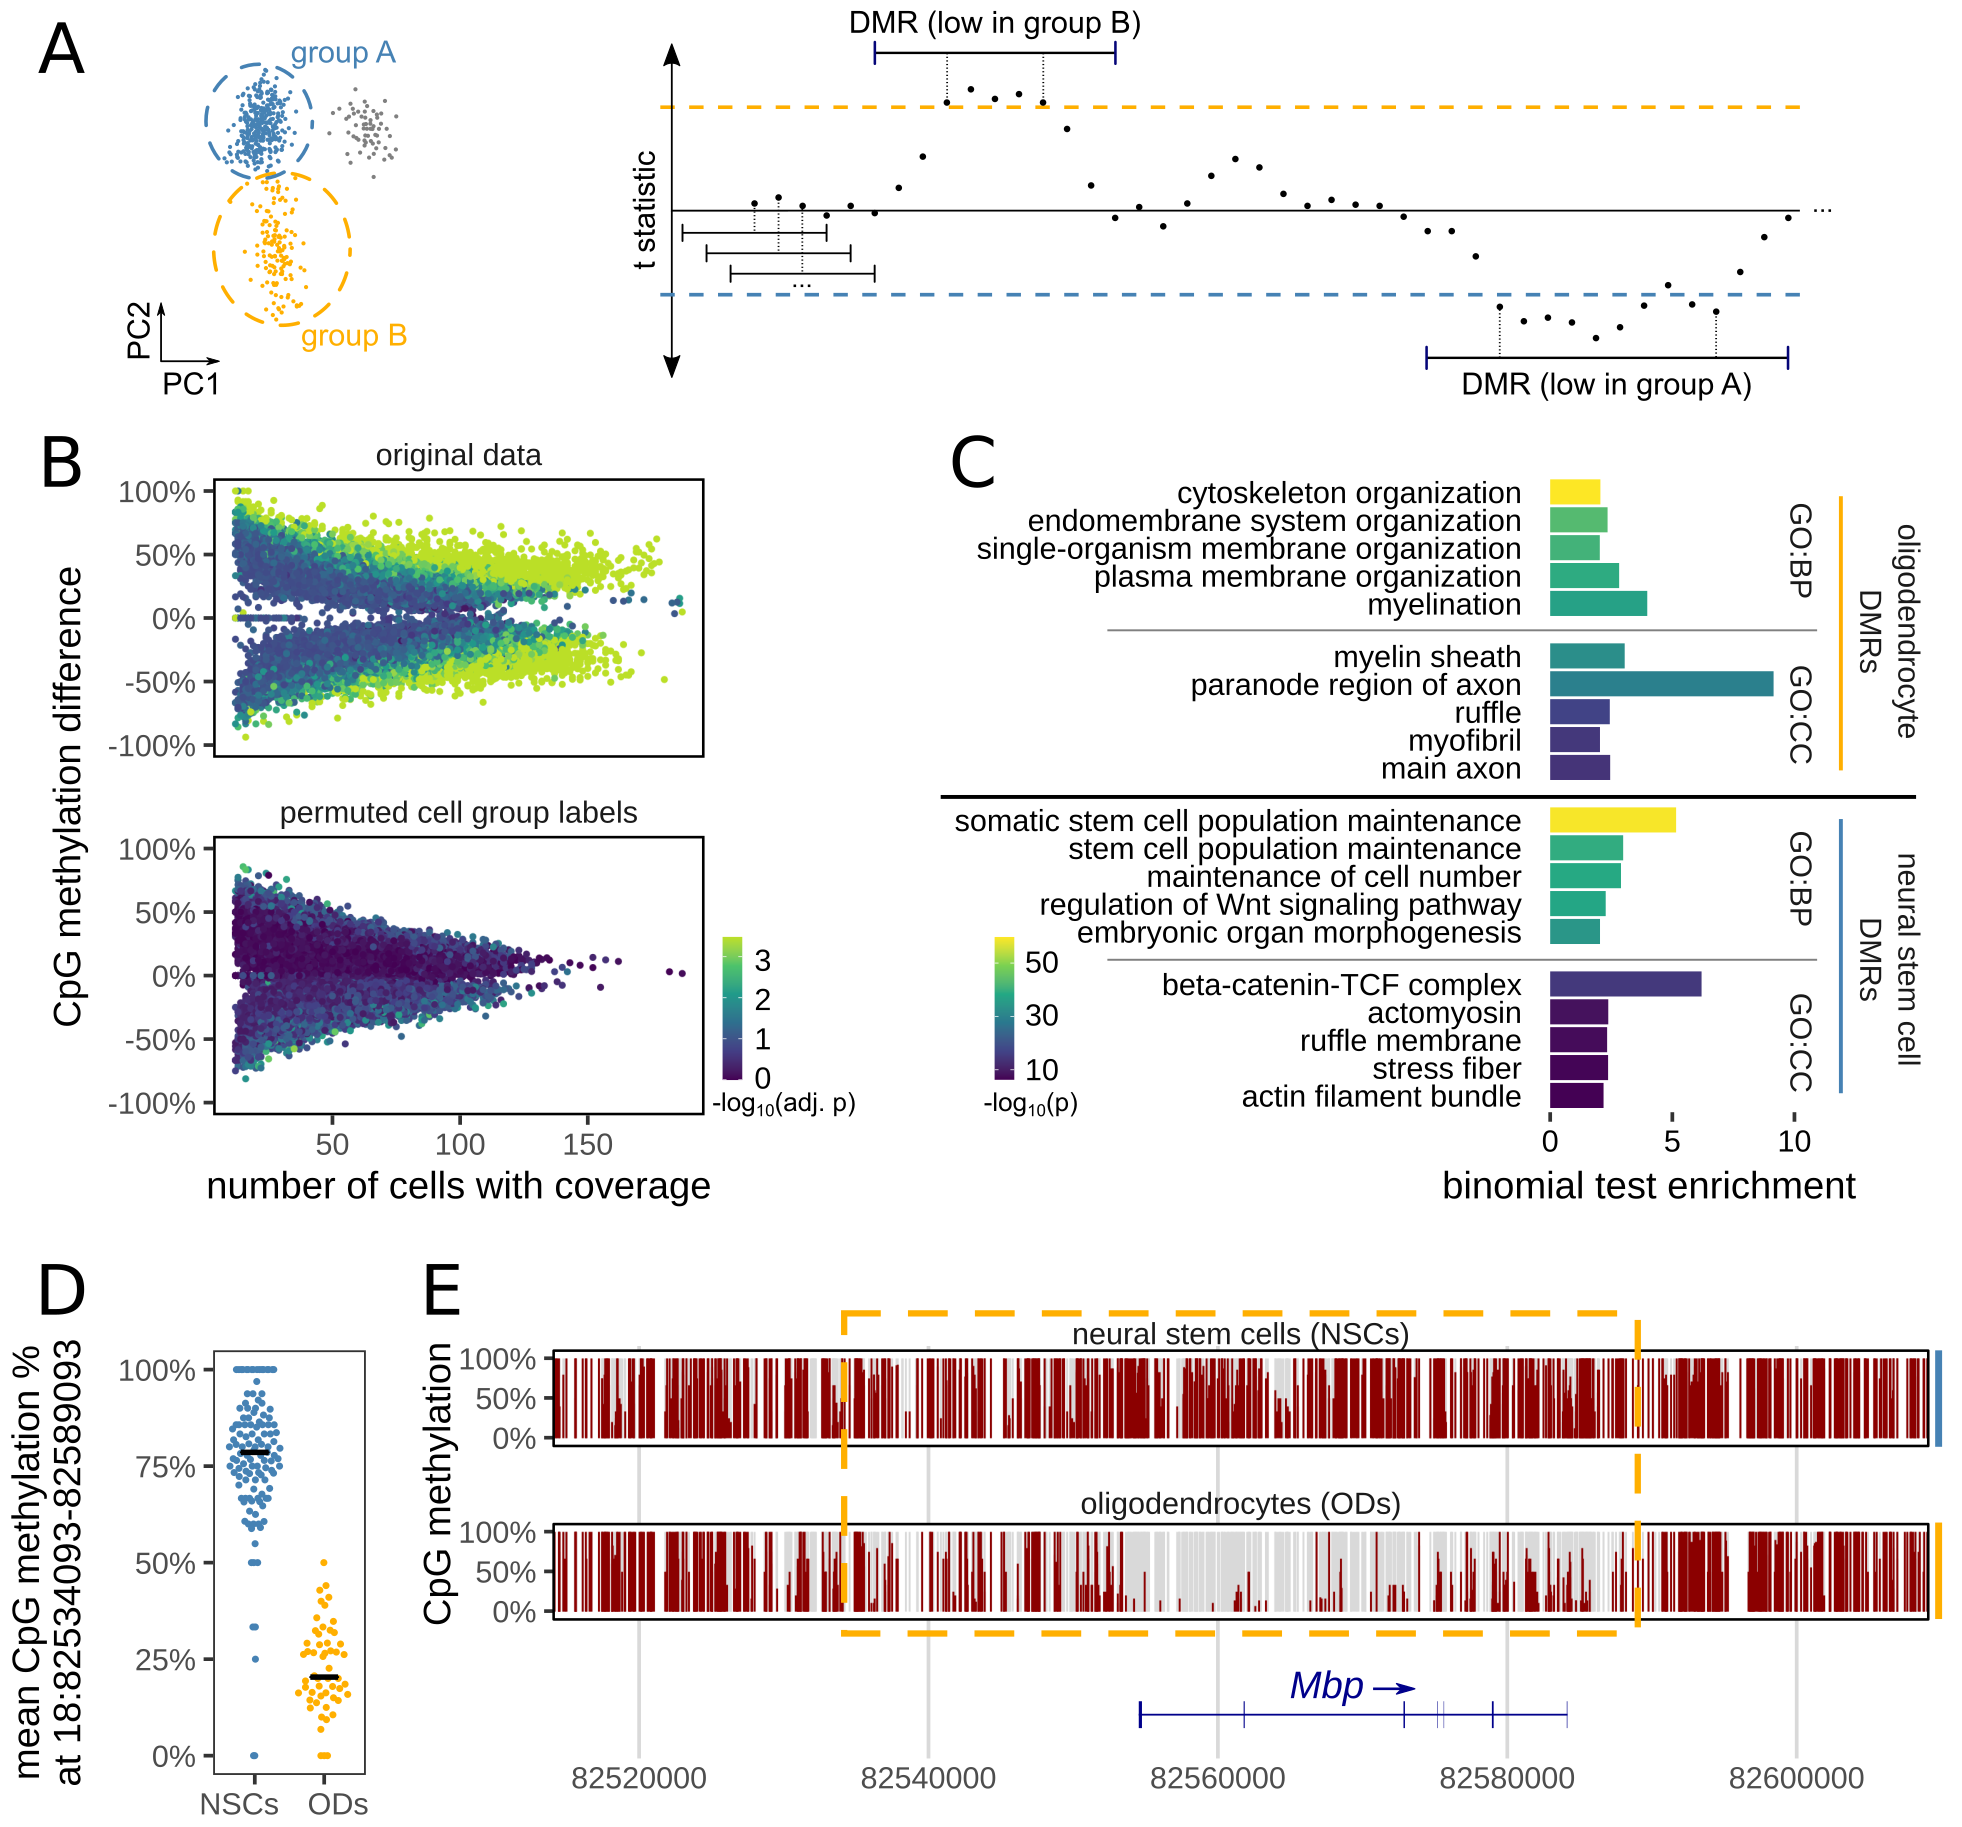 A
group A
group B
PC2
PC1
DMR (low in group B)
t statistic
...
...
DMR (low in group A)
B
original data
CpG methylation difference
100%
50%
0%
-50%
-100%
permuted cell group labels
100%
50%
0%
-50%
-100%
50
100
150
number of cells with coverage
3
2
1
0
-log10(adj. p)
C
cytoskeleton organization
endomembrane system organization
single-organism membrane organization
plasma membrane organization
myelination
GO:BP
myelin sheath
paranode region of axon
ruffle
myofibril
main axon
GO:CC
oligodendrocyte
DMRs
somatic stem cell population maintenance
stem cell population maintenance
maintenance of cell number
regulation of Wnt signaling pathway
embryonic organ morphogenesis
GO:BP
beta-catenin-TCF complex
actomyosin
ruffle membrane
stress fiber
actin filament bundle
GO:CC
neural stem cell
DMRs
50
30
10
-log10(p)
0
5
10
binomial test enrichment
D
mean CpG methylation %
at 18:82534093-82589093
100%
75%
50%
25%
0%
NSCs
ODs
E
CpG methylation
neural stem cells (NSCs)
100%
50%
0%
oligodendrocytes (ODs)
100%
50%
0%
Mbp
82520000
82540000
82560000
82580000
82600000